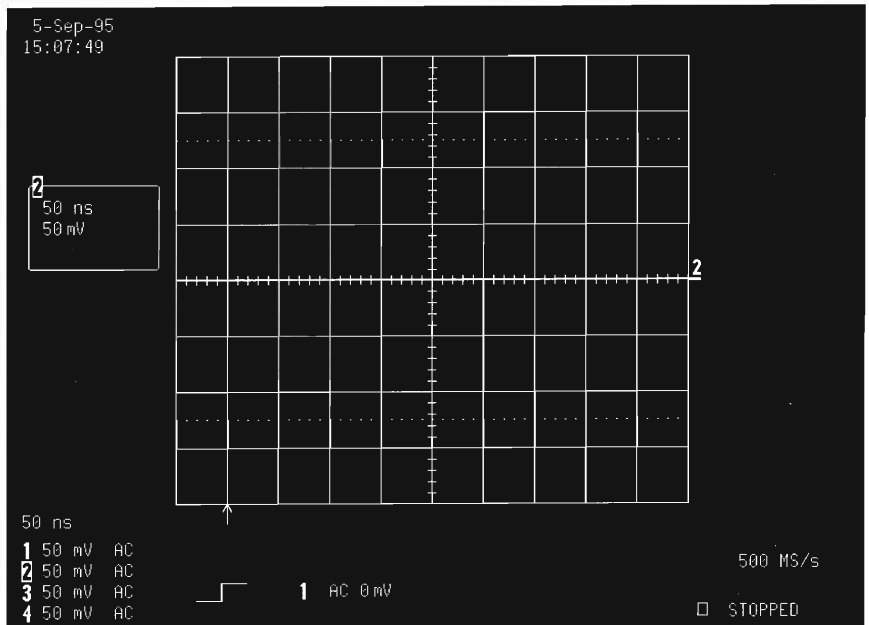 5-Sep-95
15:07:49
2
50 ns
50 mV
2
50 ns
1 50 mV AC
2 50 mV AC
3 50 mV AC
4 50 mV AC
1 AC 0 mV
500 MS/s
STOPPED